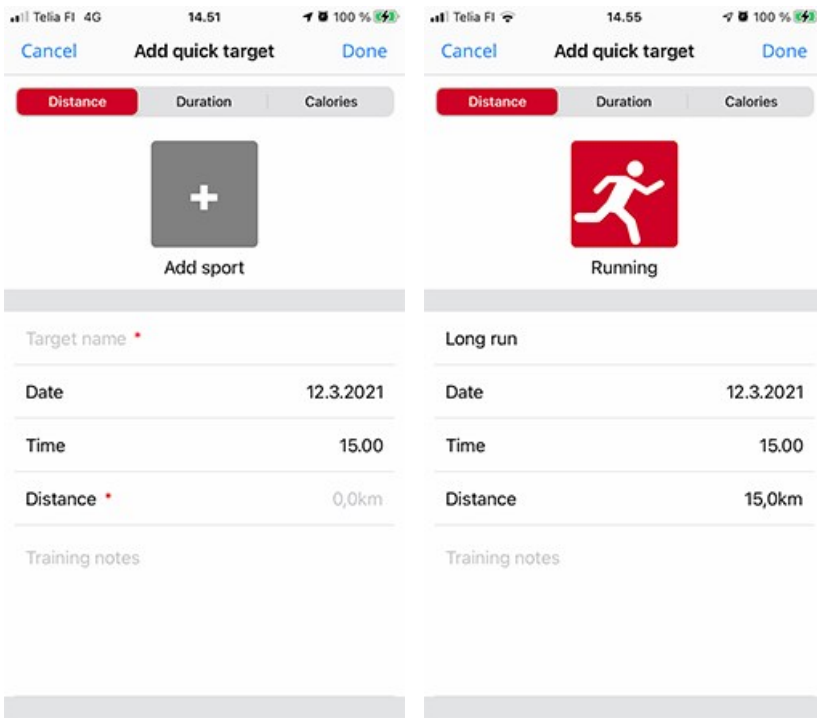 Telia FI 4G 14.51 100 %
Cancel Add quick target Done
Distance Duration Calories
Add sport
Target name *
Date 12.3.2021
Time 15.00
Distance * 0,0km
Training notes
Telia FI 14.55 100 %
Cancel Add quick target Done
Distance Duration Calories
Running
Long run
Date 12.3.2021
Time 15.00
Distance 15,0km
Training notes